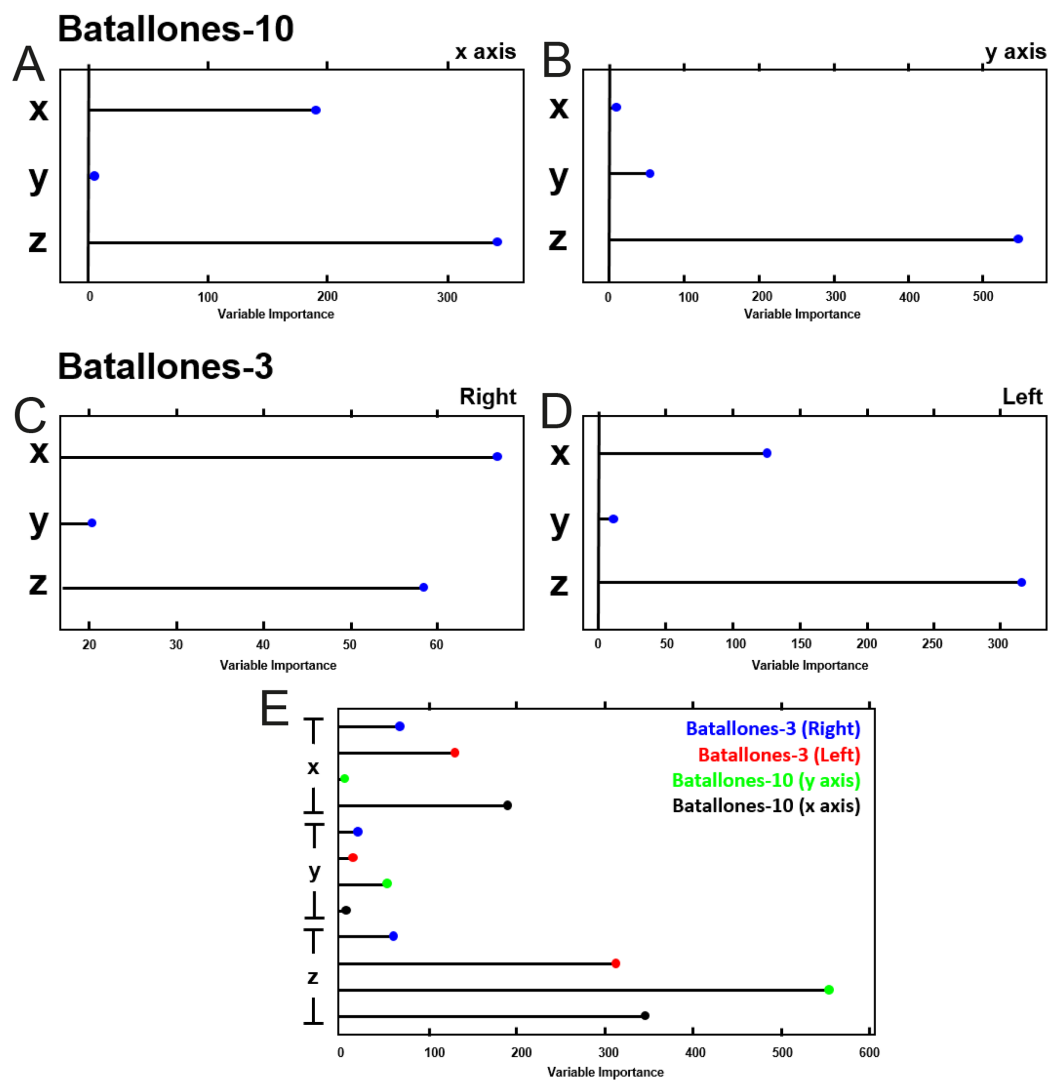 Batallones-10
A
x axis
x
y
z
0 100 200 300
Variable Importance
B
y axis
x
y
z
0 100 200 300 400 500
Variable Importance
Batallones-3
C
Right
x
y
z
20 30 40 50 60
Variable Importance
D
Left
x
y
z
0 50 100 150 200 250 300
Variable Importance
E
Batallones-3 (Right)
Batallones-3 (Left)
Batallones-10 (y axis)
Batallones-10 (x axis)
x
y
z
0 100 200 300 400 500 600
Variable Importance